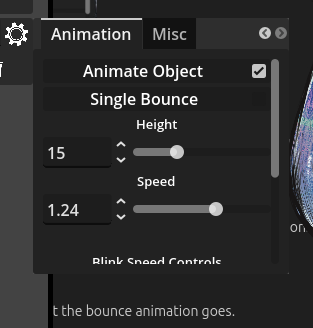 Animation Misc
Animate Object
Single Bounce
Height
15
Speed
1.24
on
Blink Speed Controls
t the bounce animation goes.